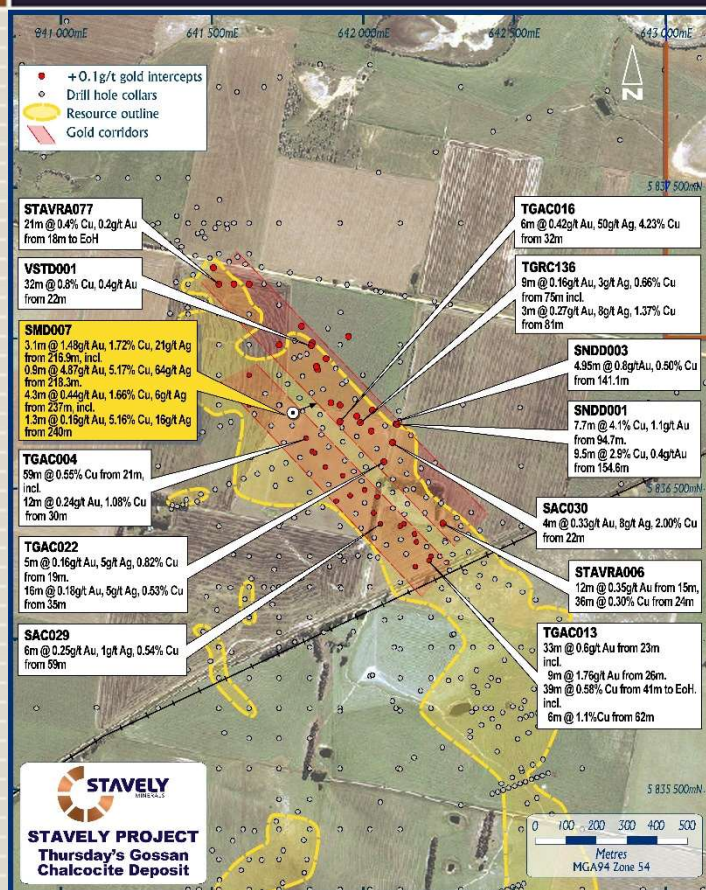 641 000mE
641 500mE
642 000mE
642 500mE
643 000mE
+0.1g/t gold intercepts
Drill hole collars
Resource outline
Gold corridors
N
5 837 500mN
STAVRA077
21m @ 0.4% Cu, 0.2g/t Au
from 18m to EoH
VSTD001
32m @ 0.8% Cu, 0.4g/t Au
from 22m
SMD007
3.1m @ 1.48g/t Au, 1.72% Cu, 21g/t Ag
from 216.9m, incl.
0.9m @ 4.87g/t Au, 5.17% Cu, 64g/t Ag
from 218.3m.
4.3m @ 0.44g/t Au, 1.66% Cu, 6g/t Ag
from 237m, incl.
1.3m @ 0.16g/t Au, 5.16% Cu, 16g/t Ag
from 240m
TGAC004
59m @ 0.55% Cu from 21m,
incl.
12m @ 0.24g/t Au, 1.08% Cu
from 30m
TGAC022
5m @ 0.16g/t Au, 5g/t Ag, 0.82% Cu
from 19m.
16m @ 0.18g/t Au, 5g/t Ag, 0.53% Cu
from 35m
SAC029
6m @ 0.25g/t Au, 1g/t Ag, 0.54% Cu
from 59m
TGAC016
6m @ 0.42g/t Au, 50g/t Ag, 4.23% Cu
from 32m
TGRC136
9m @ 0.16g/t Au, 3g/t Ag, 0.66% Cu
from 75m incl.
3m @ 0.27g/t Au, 8g/t Ag, 1.37% Cu
from 81m
SNDD003
4.95m @ 0.8g/tAu, 0.50% Cu
from 141.1m
SNDD001
7.7m @ 4.1% Cu, 1.1g/t Au
from 94.7m.
9.5m @ 2.9% Cu, 0.4g/tAu
from 154.6m
5 836 500mN
SAC030
4m @ 0.33g/t Au, 8g/t Ag, 2.00% Cu
from 22m
STAVRA006
12m @ 0.35g/t Au from 15m,
36m @ 0.30% Cu from 24m
TGAC013
33m @ 0.6g/t Au from 23m
incl.
9m @ 1.76g/t Au from 26m.
39m @ 0.58% Cu from 41m to EoH.
incl.
6m @ 1.1%Cu from 62m
5 835 500mN
STAVELY
MINERALS
STAVELY PROJECT
Thursday's Gossan
Chalcocite Deposit
0 100 200 300 400 500
Metres
MGA94 Zone 54